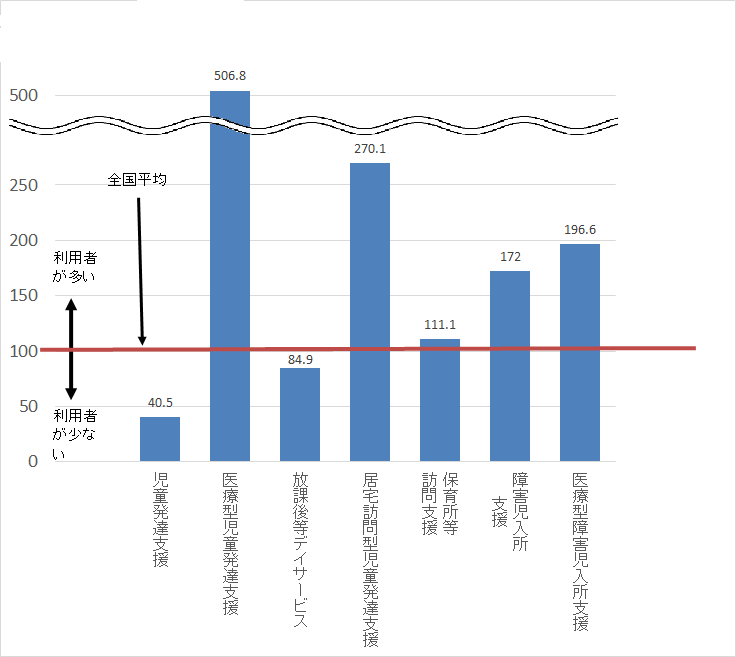 506.8
500
270.1
全国平均
250
196.6
200
172
利用者
が多い
150
111.1
100
84.9
40.5
50
利用者
が少な
い
0
児童発達支援
医療型児童発達支援
放課後等デイサービス
居宅訪問型児童発達支援
保育所等
訪問支援
障害児入所
支援
医療型障害児入所支援